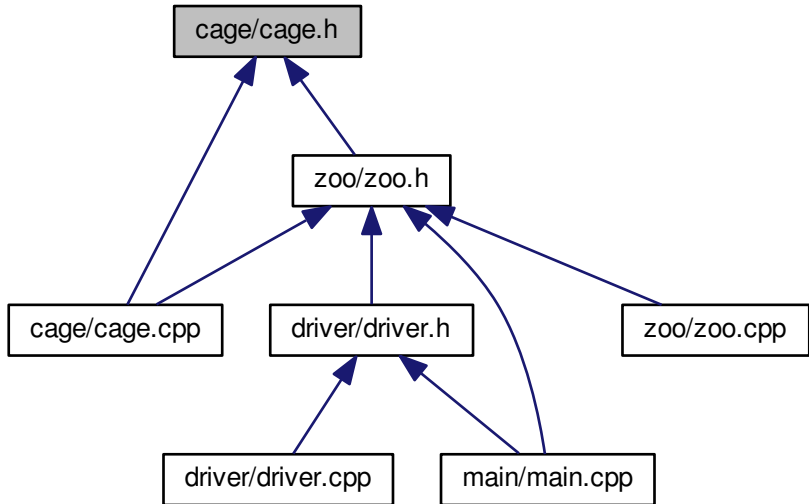 cage/cage.h
zoo/zoo.h
cage/cage.cpp
driver/driver.h
zoo/zoo.cpp
driver/driver.cpp
main/main.cpp